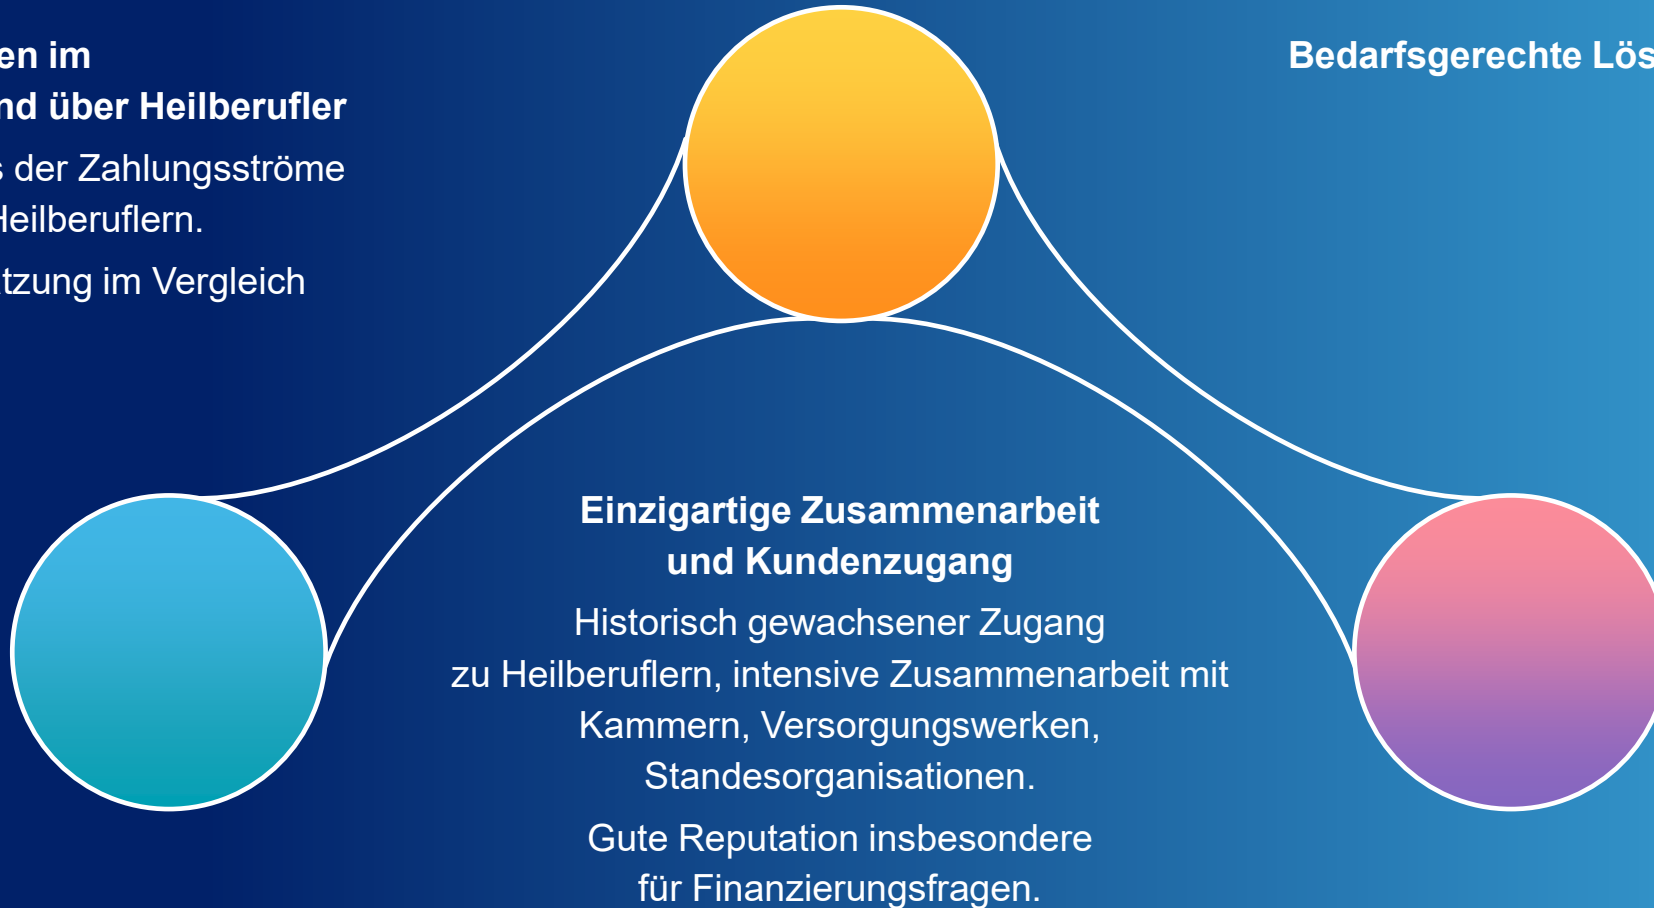 en im
nd über Heilberufler
s der Zahlungsströme
Heilberuflern.
tzung im Vergleich
Bedarfsgerechte Lös
Einzigartige Zusammenarbeit
und Kundenzugang
Historisch gewachsener Zugang
zu Heilberuflern, intensive Zusammenarbeit mit
Kammern, Versorgungswerken,
Standesorganisationen.
Gute Reputation insbesondere
für Finanzierungsfragen.